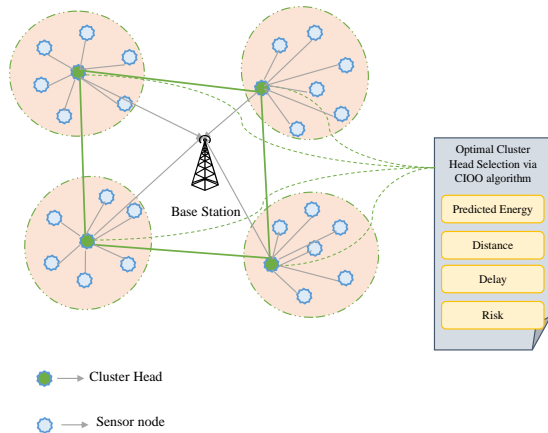 Optimal Cluster
Head Selection via
CIOO algorithm
Predicted Energy
Distance
Delay
Risk
Base Station
Cluster Head
Sensor node